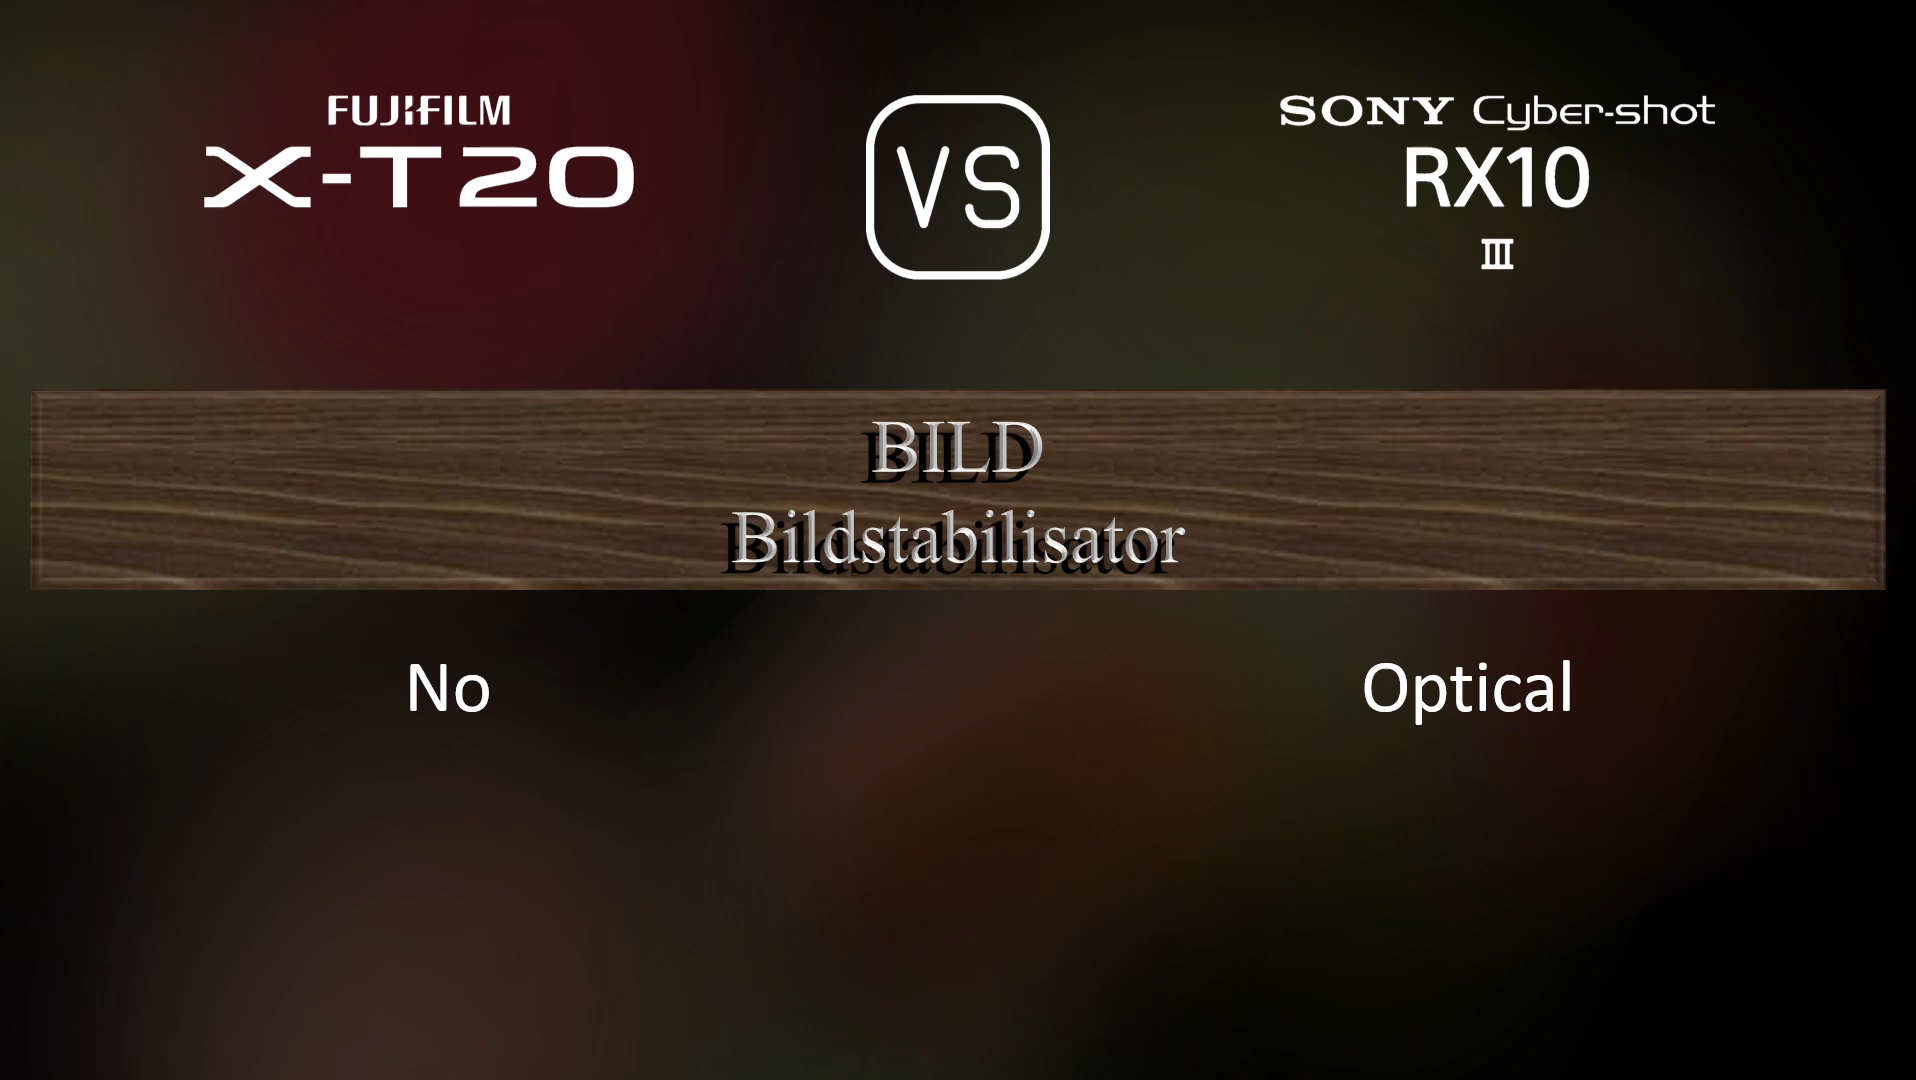 FUJIFILM
X-T20
VS
SONY Cyber-shot
RX10
III
BILD
Bildstabilisator
No
Optical